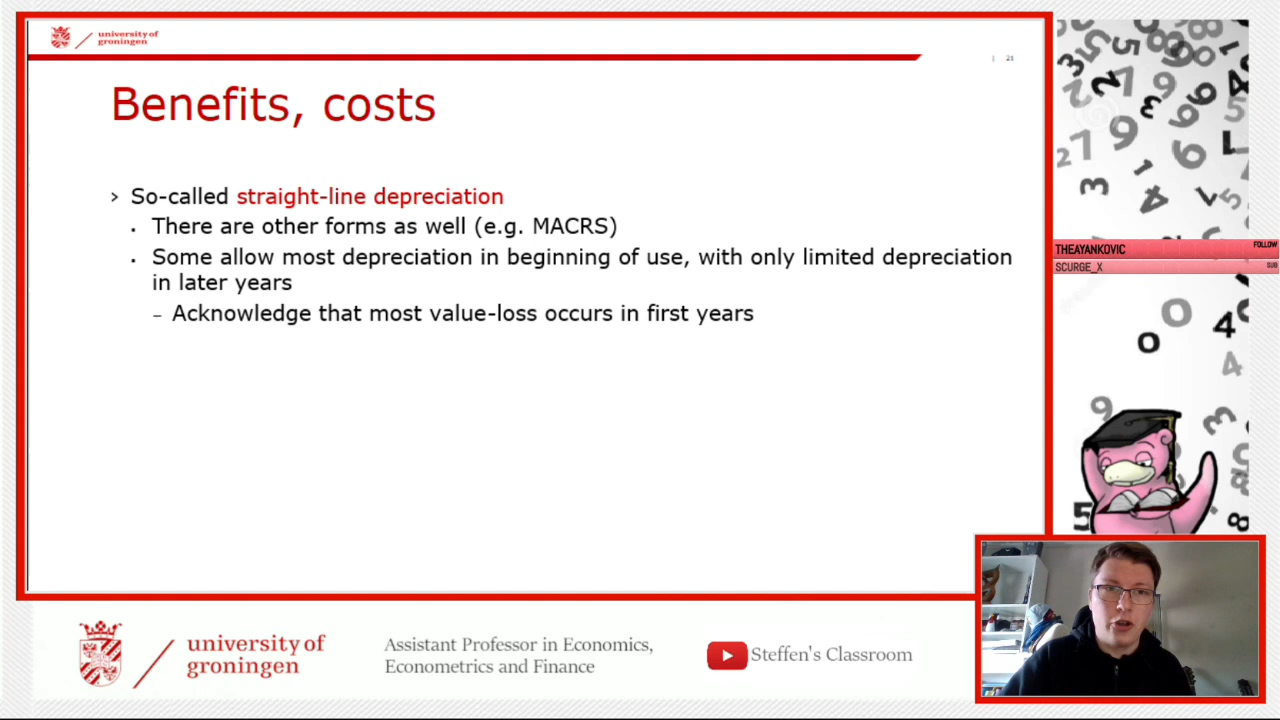 university of
groningen
| 21
Benefits, costs
› So-called straight-line depreciation
▪ There are other forms as well (e.g. MACRS)
▪ Some allow most depreciation in beginning of use, with only limited depreciation
in later years
– Acknowledge that most value-loss occurs in first years
THEAYANKOVIC FOLLOW
SCURGE_X SUB
university of
groningen
Assistant Professor in Economics,
Econometrics and Finance
Steffen's Classroom